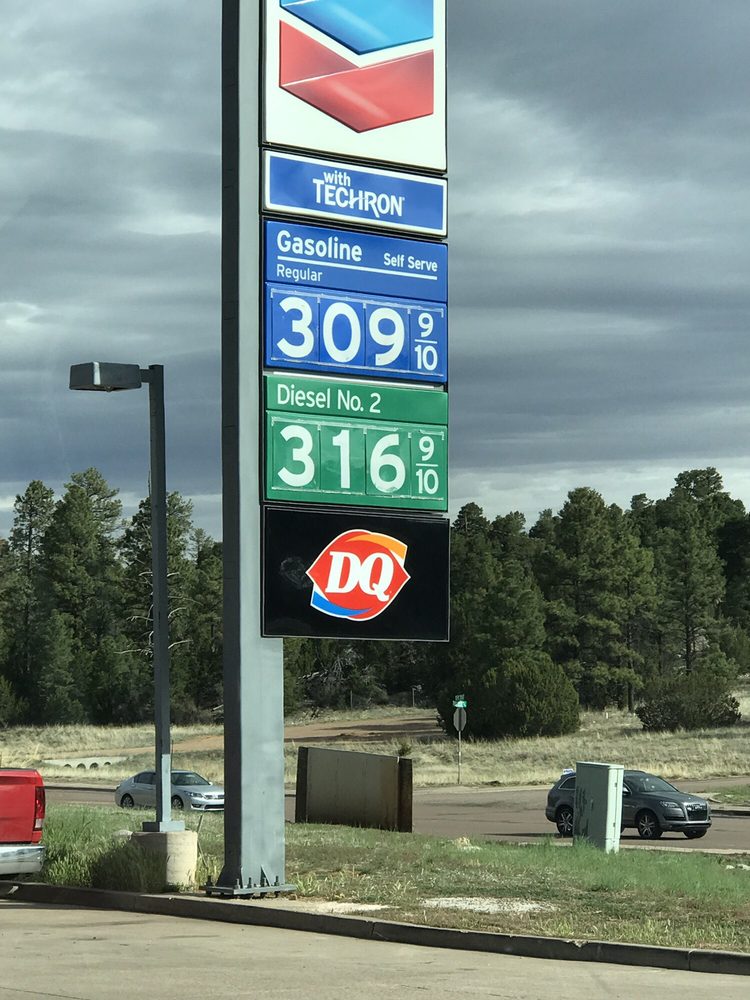 with
TECHRON
Gasoline Self Serve
Regular
309 9/10
Diesel No. 2
316 9/10
DQ